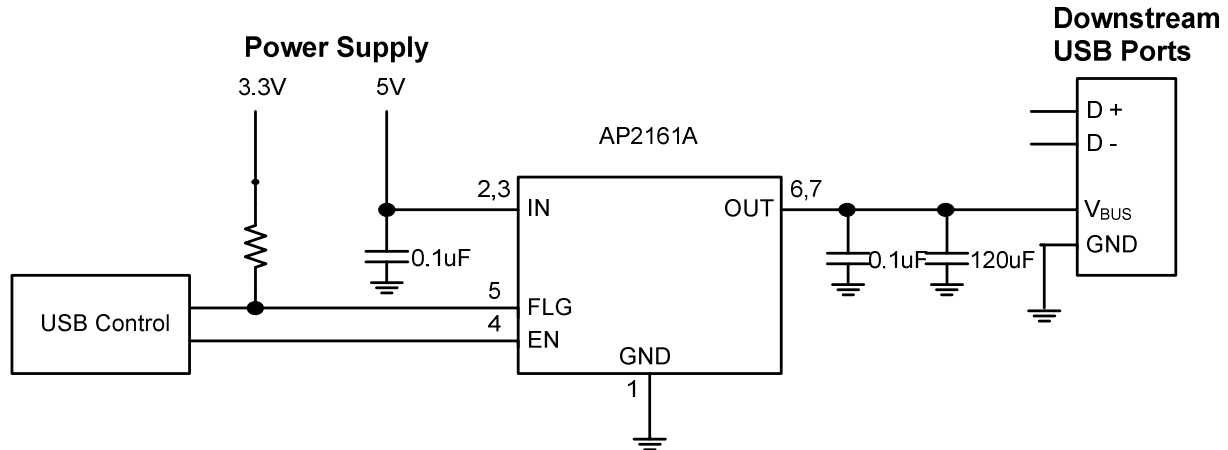 Downstream
USB Ports
Power Supply
3.3V
5V
AP2161A
D +
D -
2,3
IN
OUT
6,7
VBUS
GND
0.1uF
0.1uF
120uF
USB Control
5
FLG
4
EN
GND
1